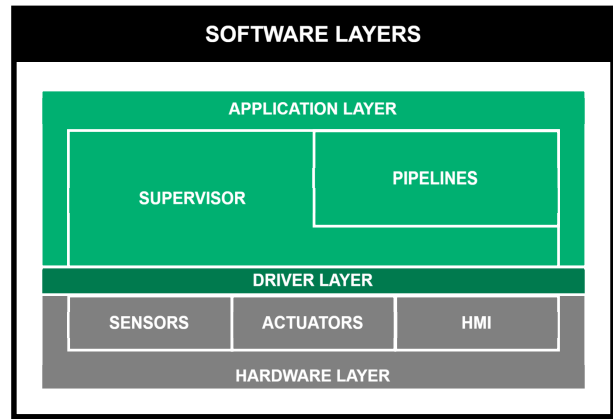 SOFTWARE LAYERS
APPLICATION LAYER
SUPERVISOR
PIPELINES
DRIVER LAYER
SENSORS
ACTUATORS
HMI
HARDWARE LAYER